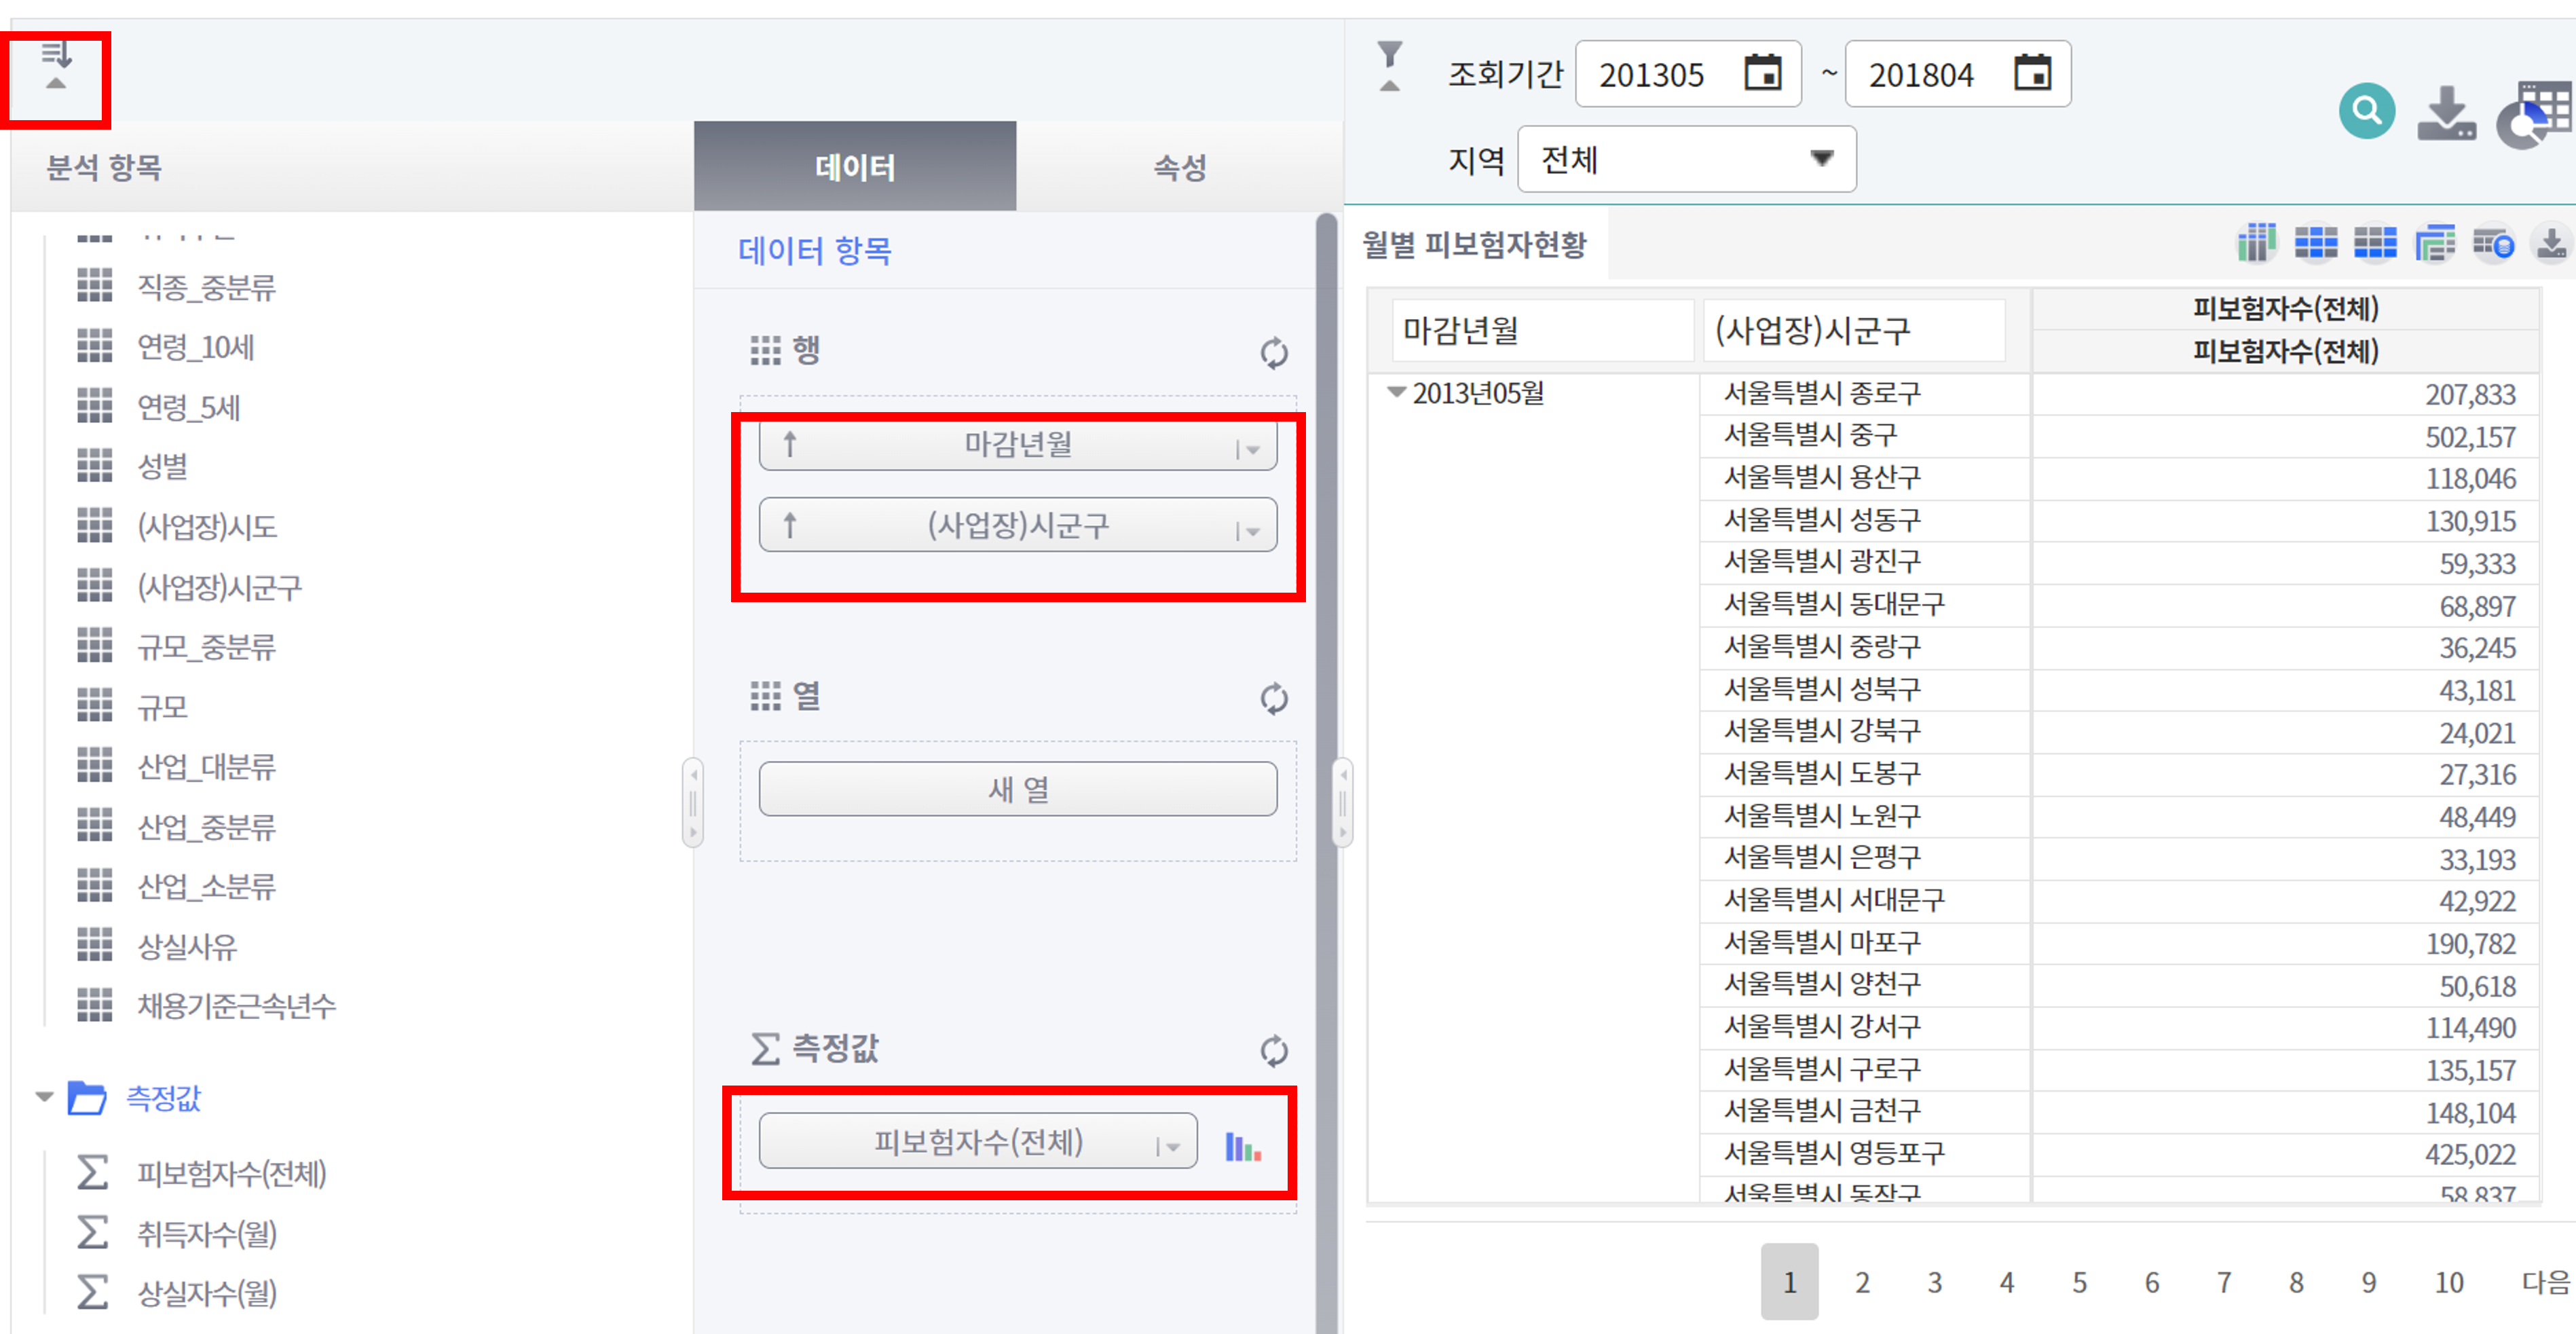 조회기간 201305 ~ 201804
지역 전체
분석 항목
데이터 속성
직종_중분류
연령_10세
연령_5세
성별
(사업장)시도
(사업장)시군구
규모_중분류
규모
산업_대분류
산업_중분류
산업_소분류
상실사유
채용기준근속년수
측정값
피보험자수(전체)
취득자수(월)
상실자수(월)
데이터 항목
행
마감년월
(사업장)시군구
열
새 열
측정값
피보험자수(전체)
월별 피보험자현황
마감년월 (사업장)시군구 피보험자수(전체)
피보험자수(전체)
2013년05월 서울특별시 종로구 207,833
서울특별시 중구 502,157
서울특별시 용산구 118,046
서울특별시 성동구 130,915
서울특별시 광진구 59,333
서울특별시 동대문구 68,897
서울특별시 중랑구 36,245
서울특별시 성북구 43,181
서울특별시 강북구 24,021
서울특별시 도봉구 27,316
서울특별시 노원구 48,449
서울특별시 은평구 33,193
서울특별시 서대문구 42,922
서울특별시 마포구 190,782
서울특별시 양천구 50,618
서울특별시 강서구 114,490
서울특별시 구로구 135,157
서울특별시 금천구 148,104
서울특별시 영등포구 425,022
서울특별시 동작구 58,837
1 2 3 4 5 6 7 8 9 10 다음